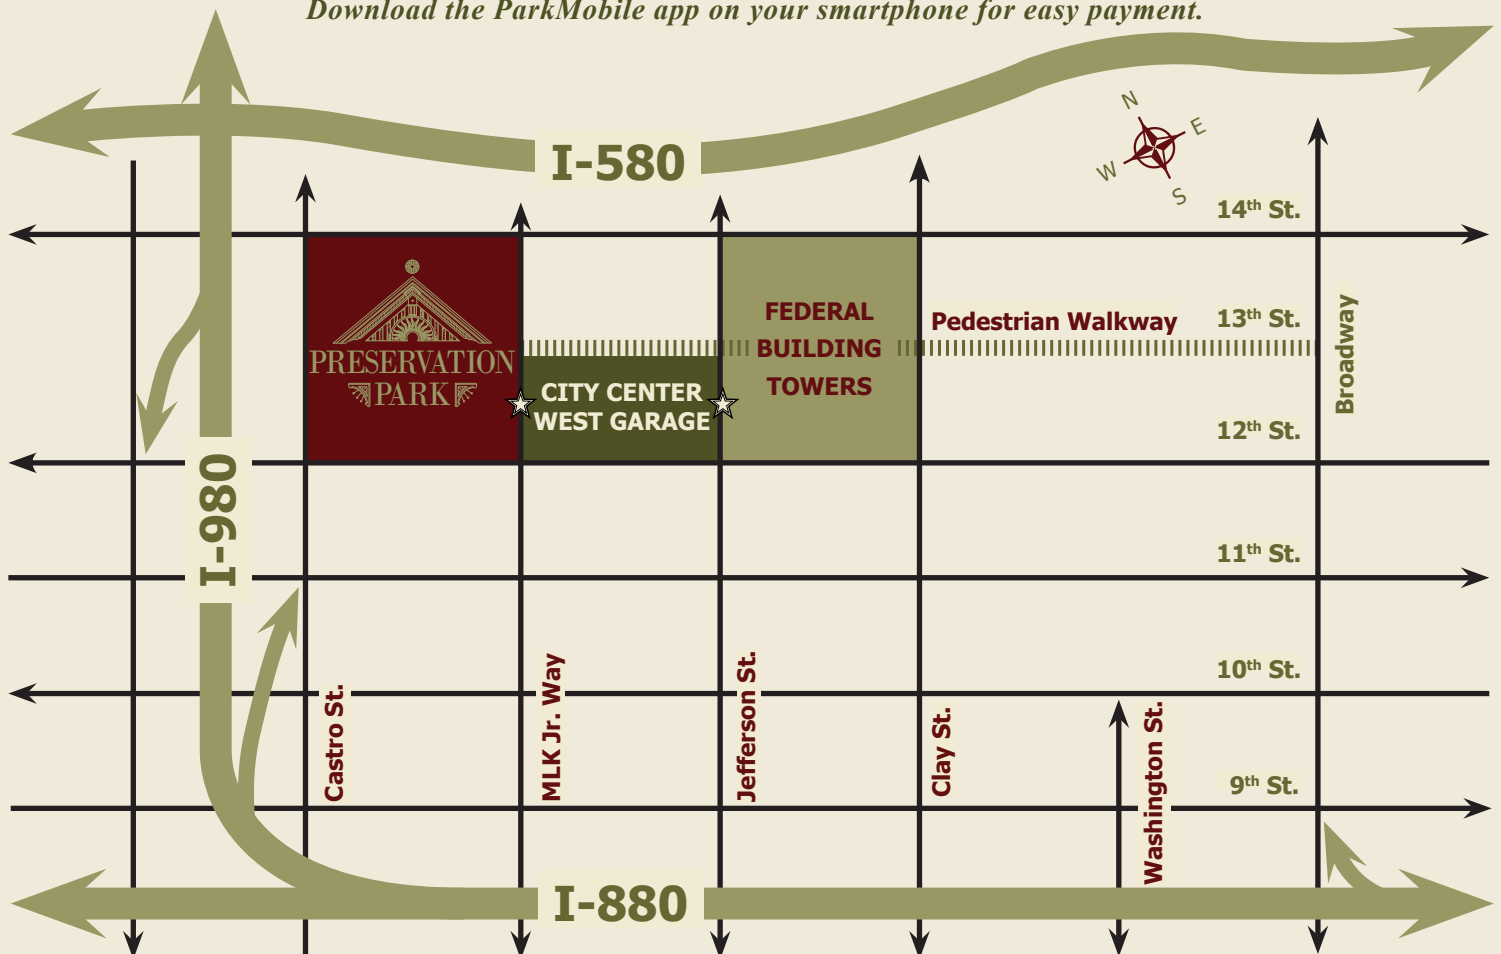 Download the ParkMobile app on your smartphone for easy payment.
I-580
N
E
W
S
14th St.
PRESERVATION
PARK
FEDERAL
BUILDING
TOWERS
Pedestrian Walkway
13th St.
Broadway
CITY CENTER
WEST GARAGE
12th St.
I-980
11th St.
10th St.
Castro St.
MLK Jr. Way
Jefferson St.
Clay St.
Washington St.
9th St.
I-880